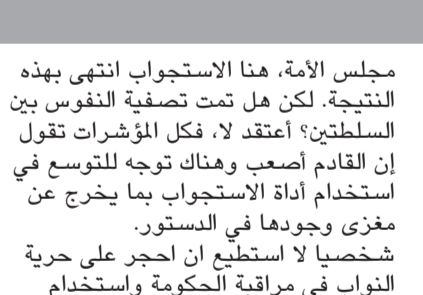 مجلس الأمة، هنا الاستجواب انتهى بهذه
النتيجة. لكن هل تمت تصفية النفوس بين
السلطتين؟ أعتقد لا، فكل المؤشرات تقول
إن القادم أصعب وهناك توجه للتوسع في
استخدام أداة الاستجواب بما يخرج عن
مغزى وجودها في الدستور.
شخصيا لا استطيع ان احجر على حرية
النواب في مراقبة الحكومة واستخدام